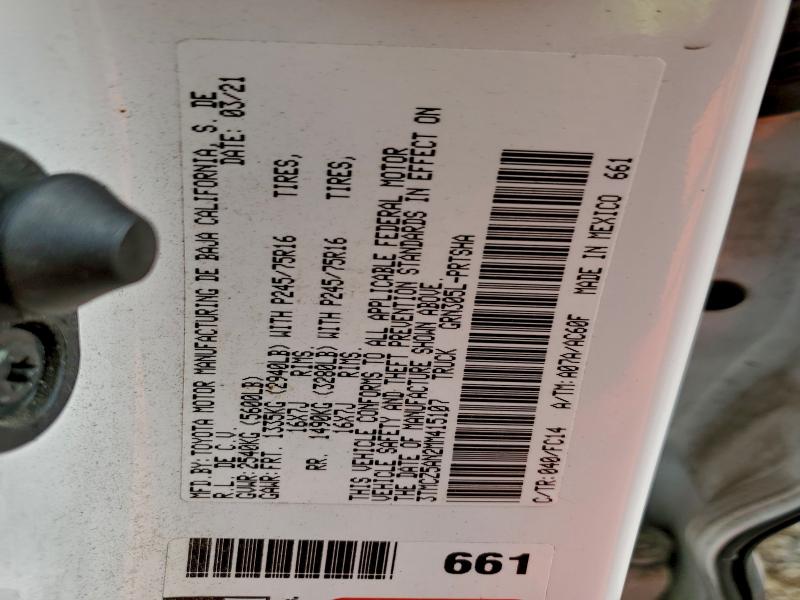 MFD.BY:TOYOTA MOTOR MANUFACTURING DE BAJA CALIFORNIA, S. DE
R.L. DE C.V. DATE: 03/21
GVWR:2540KG (5600LB)
GAWR:FRT. 1335KG (2940LB) WITH P245/75R16 TIRES,
16X7J RIMS
RR. 1490KG (3280LB) WITH P245/75R16 TIRES,
16X7J RIMS
THIS VEHICLE CONFORMS TO ALL APPLICABLE FEDERAL MOTOR
VEHICLE SAFETY AND THEFT PREVENTION STANDARDS IN EFFECT ON
THE DATE OF MANUFACTURE SHOWN ABOVE.
3TMCZ5AN2MM415107 TRUCK GRN305L-PRTSHA
C/TR:040/FC14 A/TM:A07A/AC60F MADE IN MEXICO 661
661